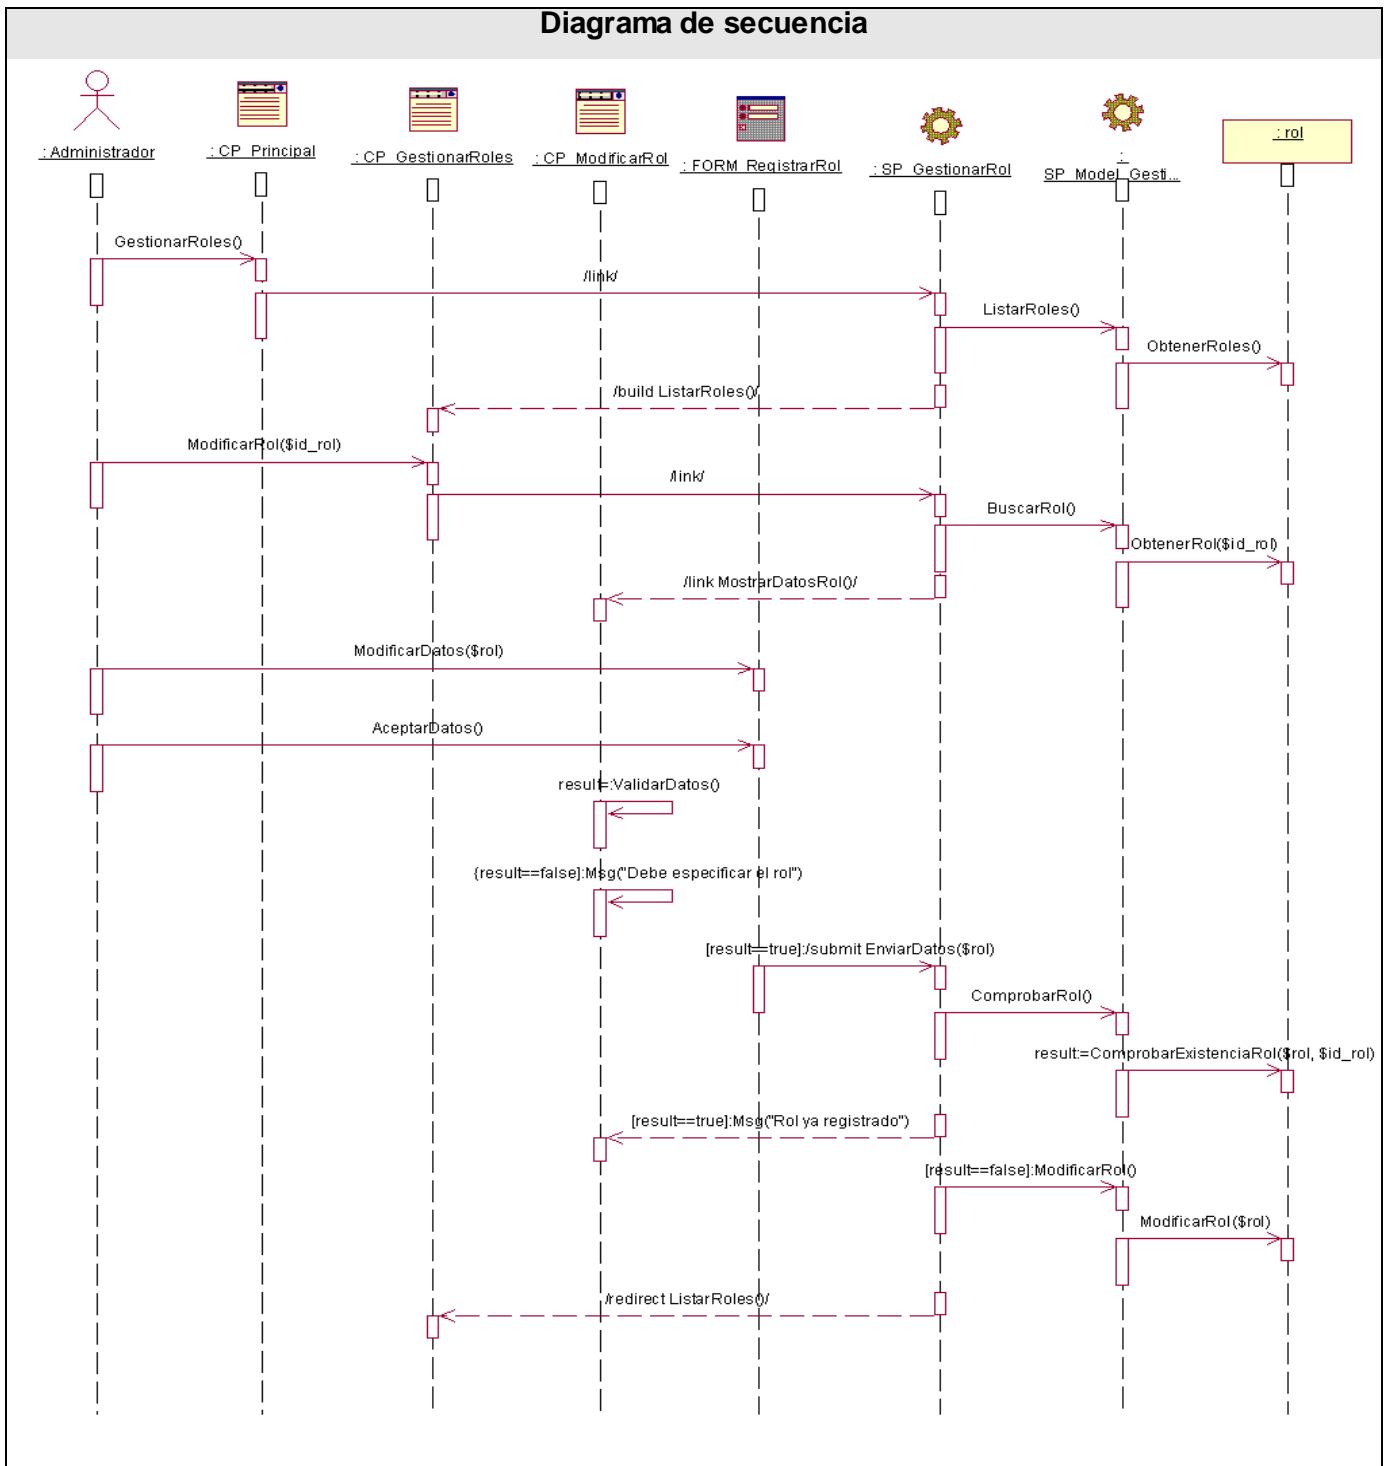 Diagrama de secuencia
: Administrador
: CP_Principal
: CP_GestionarRoles
: CP_ModificarRol
: FORM_RegistrarRol
: SP_GestionarRol
:
SP_Model_Gesti...
: rol
GestionarRoles()
/link/
ListarRoles()
ObtenerRoles()
/build ListarRoles()/
ModificarRol($id_rol)
/link/
BuscarRol()
ObtenerRol($id_rol)
/link MostrarDatosRol()/
ModificarDatos($rol)
AceptarDatos()
result=:ValidarDatos()
{result==false]:Msg("Debe especificar el rol")
[result==true]:/submit EnviarDatos($rol)
ComprobarRol()
result:=ComprobarExistenciaRol($rol, $id_rol)
[result==true]:Msg("Rol ya registrado")
[result==false]:ModificarRol()
ModificarRol($rol)
/redirect ListarRoles()/